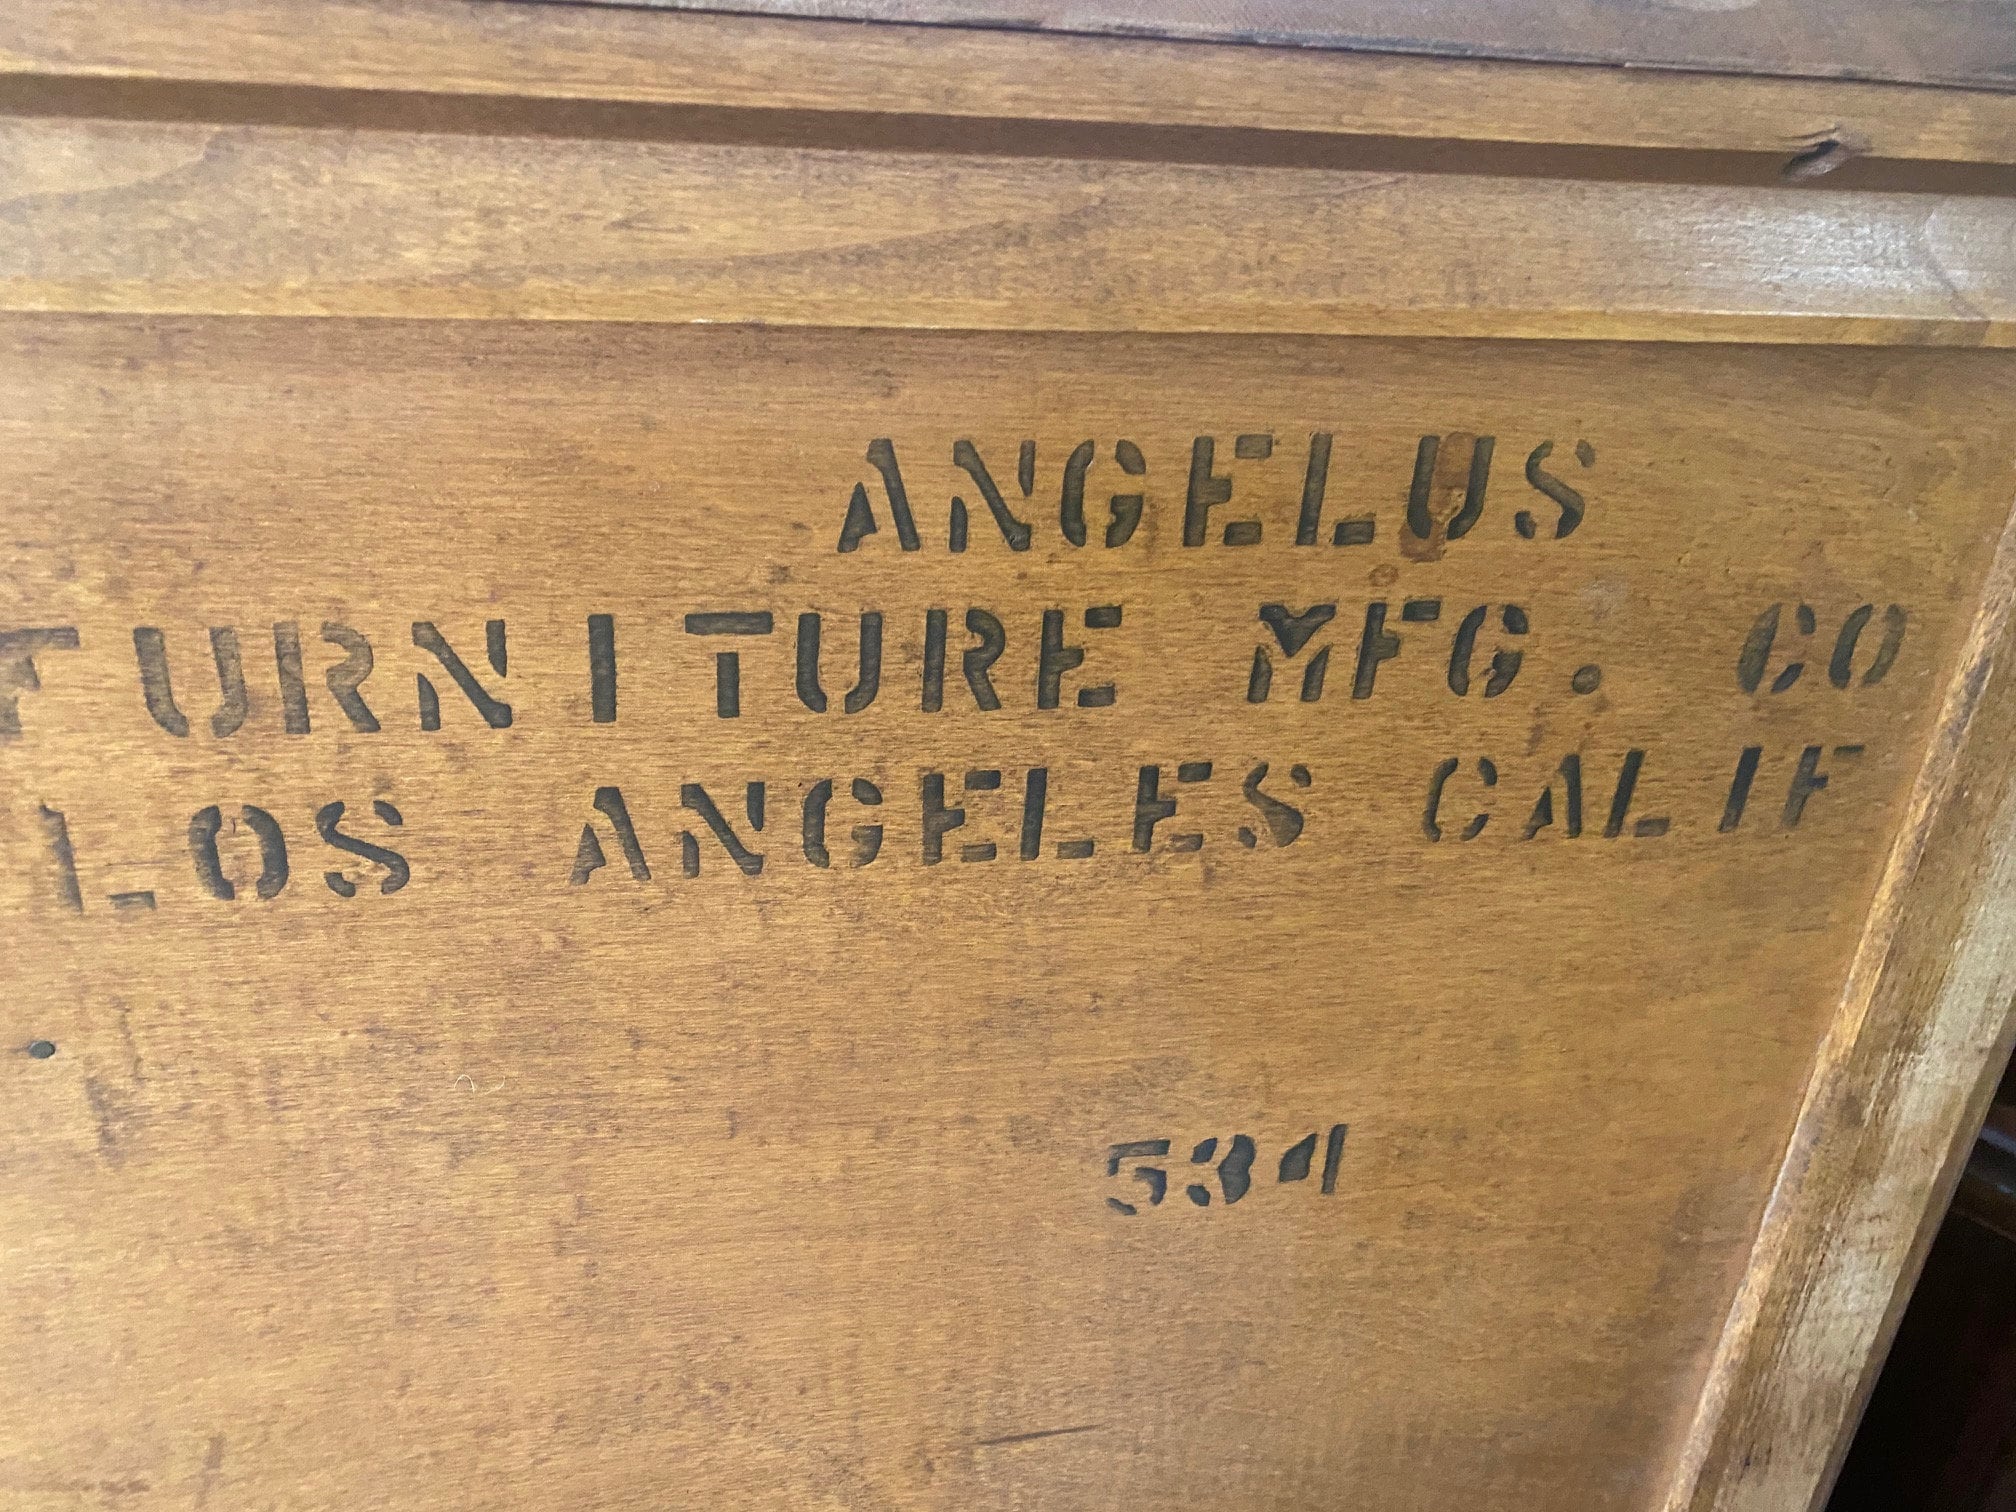 ANGELUS
FURNITURE MFG. CO
LOS ANGELES CALIF
534